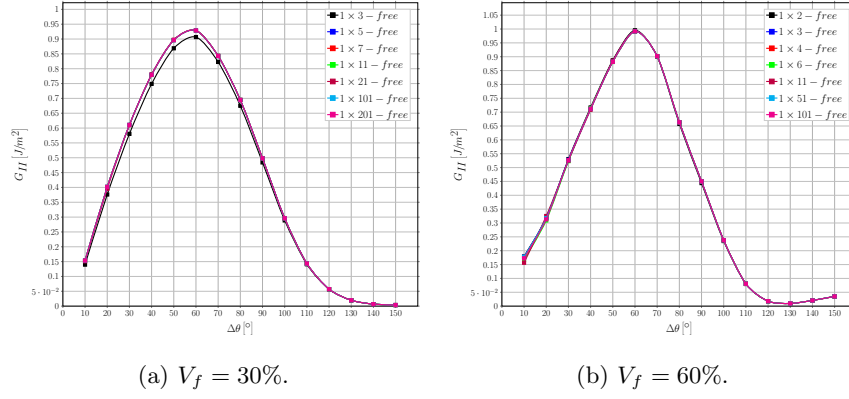 1
0.95
0.9
0.85
0.8
0.75
0.7
0.65
0.6
0.55
0.5
0.45
0.4
0.35
0.3
0.25
0.2
0.15
0.1
5 · 10⁻²
0
G_II [J/m²]
0 10 20 30 40 50 60 70 80 90 100 110 120 130 140 150
Δθ [°]
1 × 3 − free
1 × 5 − free
1 × 7 − free
1 × 11 − free
1 × 21 − free
1 × 101 − free
1 × 201 − free
(a) V_f = 30%.
1.05
1
0.95
0.9
0.85
0.8
0.75
0.7
0.65
0.6
0.55
0.5
0.45
0.4
0.35
0.3
0.25
0.2
0.15
0.1
5 · 10⁻²
0
G_II [J/m²]
0 10 20 30 40 50 60 70 80 90 100 110 120 130 140 150
Δθ [°]
1 × 2 − free
1 × 3 − free
1 × 4 − free
1 × 6 − free
1 × 11 − free
1 × 51 − free
1 × 101 − free
(b) V_f = 60%.